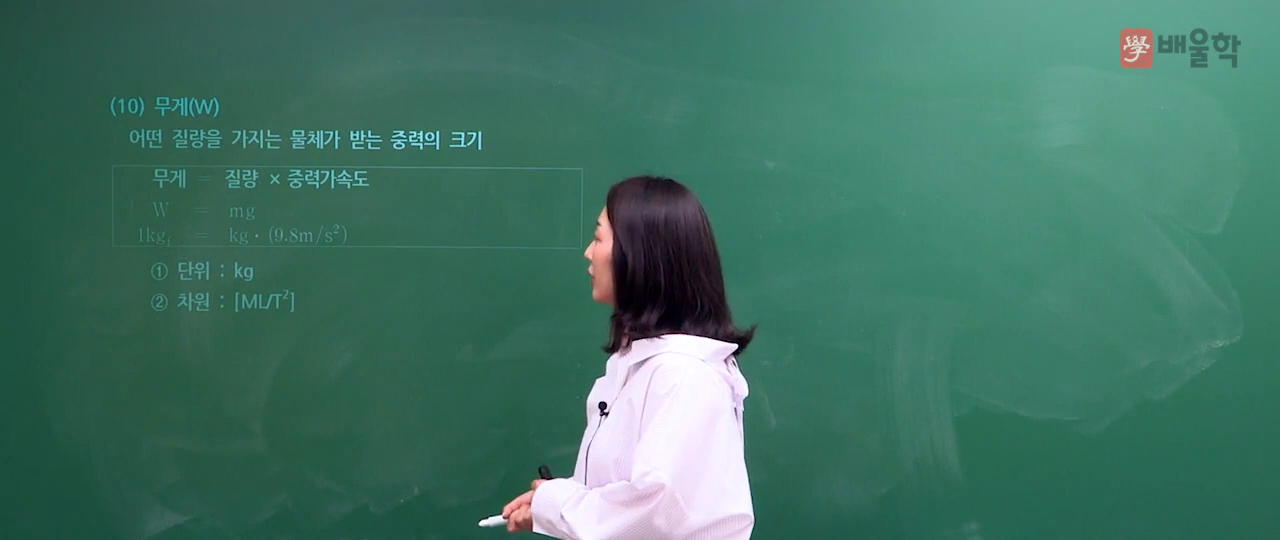 學 배울학
(10) 무게(W)
어떤 질량을 가지는 물체가 받는 중력의 크기
무게 = 질량 × 중력가속도
W = mg
1kgf = kg · (9.8m/s²)
① 단위 : kg
② 차원 : [ML/T²]